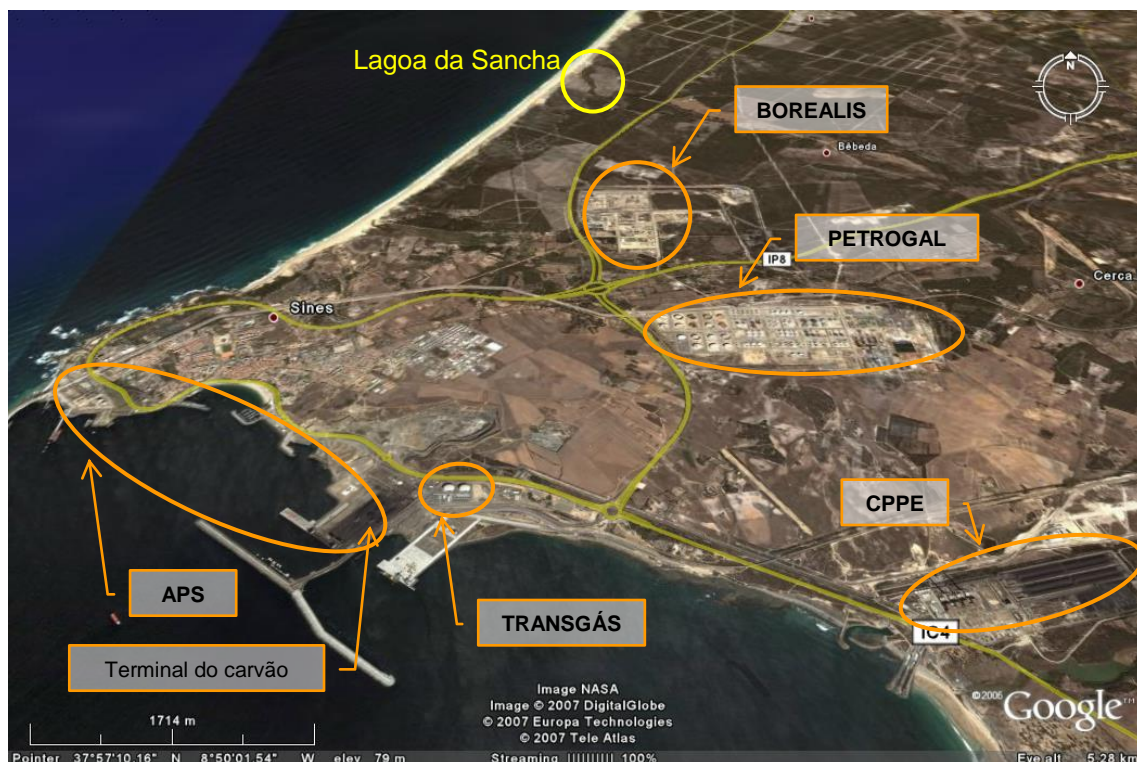 Lagoa da Sancha
N
BOREALIS
Bêbeda
PETROGAL
IP8
Cerca
Sines
CPPE
APS
TRANSGÁS
IC4
Terminal do carvão
Image NASA
Image © 2007 DigitalGlobe
© 2007 Europa Technologies
© 2007 Tele Atlas
©2006 Google™
1714 m
Pointer 37°57'10.16" N 8°50'01.54" W elev 79 m
Streaming |||||||||| 100%
Eye alt 5.28 km